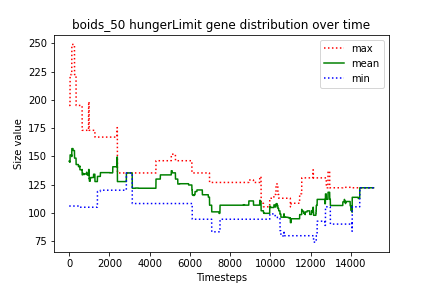 boids_50 hungerLimit gene distribution over time
max
mean
min
Size value
250
225
200
175
150
125
100
75
0 2000 4000 6000 8000 10000 12000 14000
Timesteps